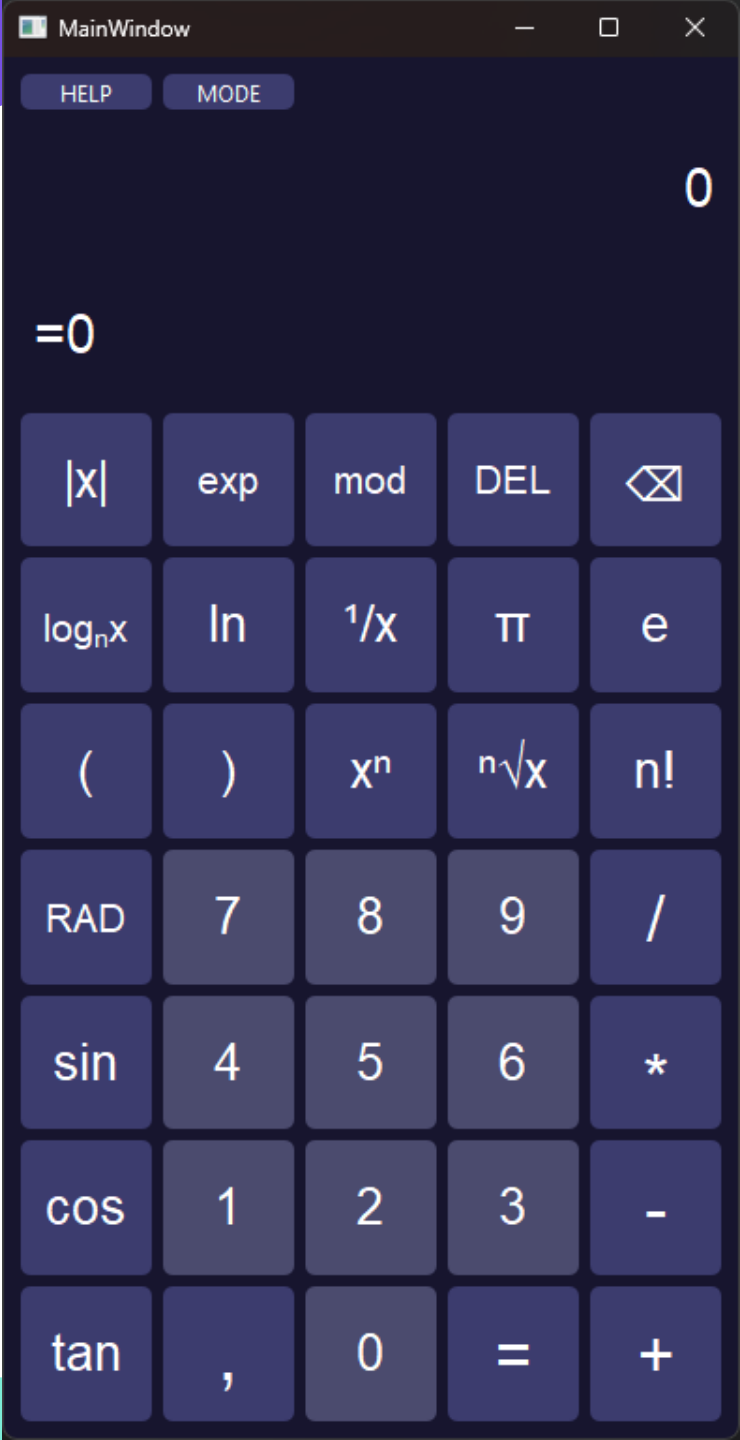 MainWindow
HELP MODE
0
=0
|x| exp mod DEL ⌫
logₙx ln ¹/x π e
( ) xⁿ ⁿ√x n!
RAD 7 8 9 /
sin 4 5 6 *
cos 1 2 3 -
tan , 0 = +